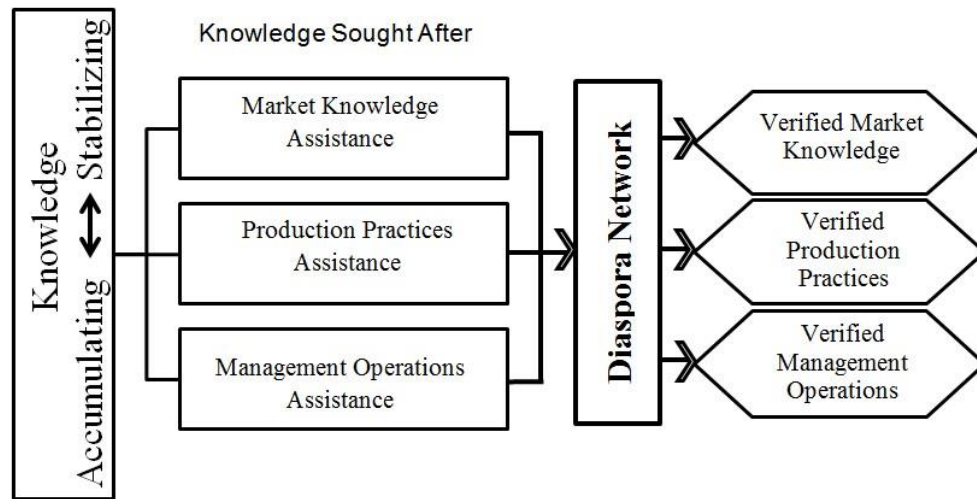 Knowledge
Accumulating
Stabilizing
Knowledge Sought After
Market Knowledge
Assistance
Production Practices
Assistance
Management Operations
Assistance
Diaspora Network
Verified Market
Knowledge
Verified
Production
Practices
Verified
Management
Operations